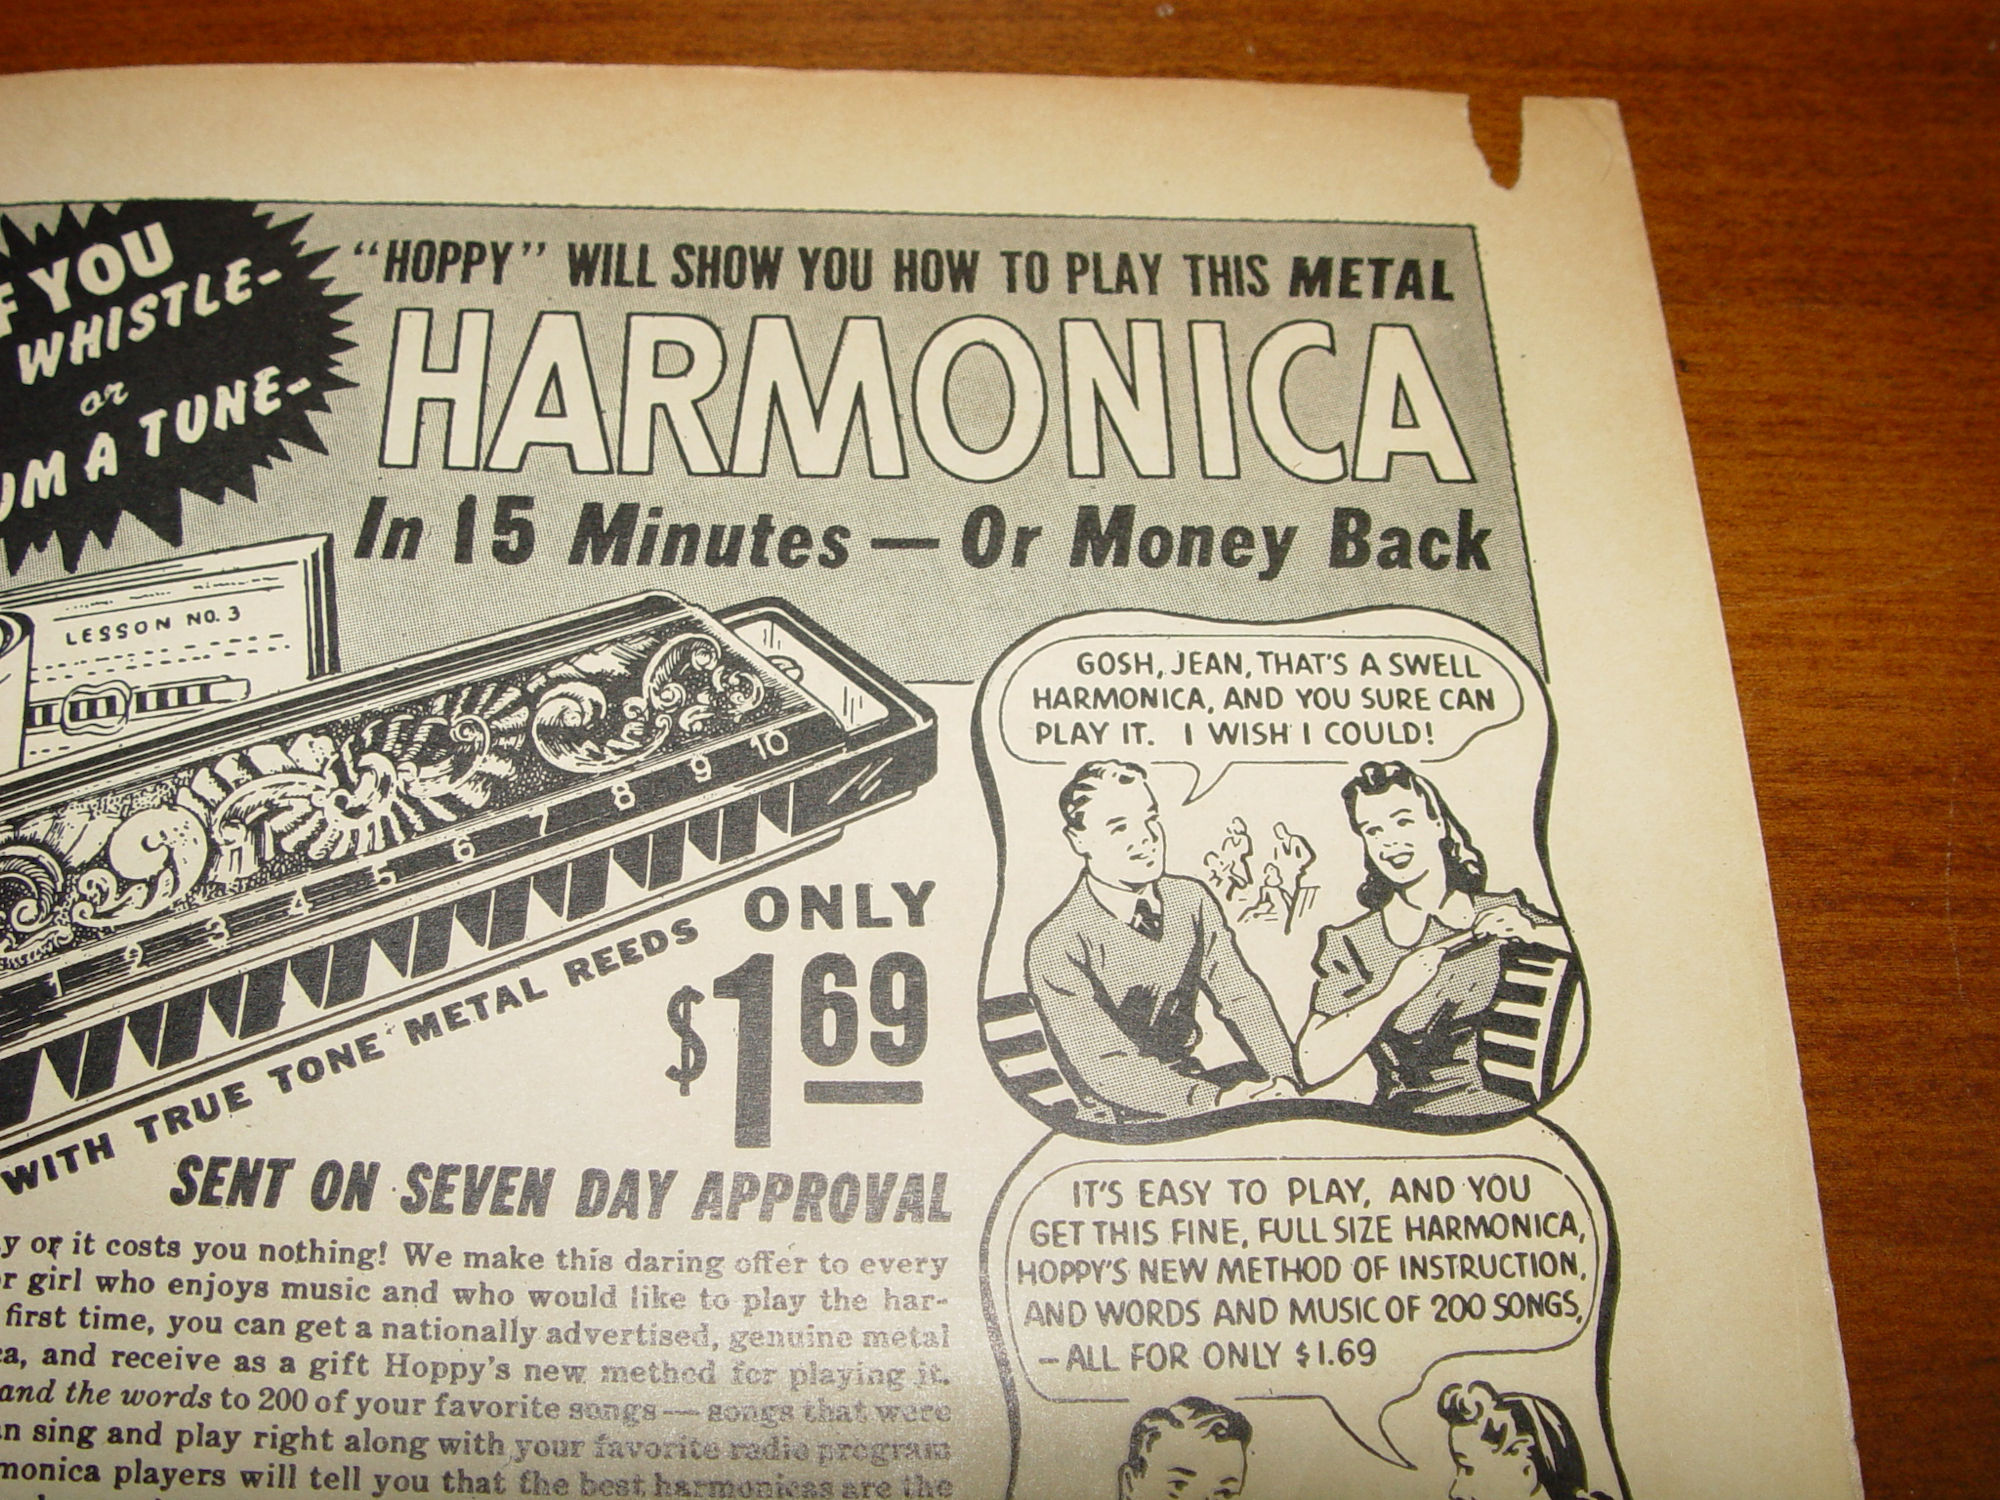 F YOU
WHISTLE-
or
UM A TUNE-
"HOPPY" WILL SHOW YOU HOW TO PLAY THIS METAL
HARMONICA
In 15 Minutes — Or Money Back
LESSON NO. 3
2 3 4 5 6 7 8 9 10
WITH TRUE TONE METAL REEDS
ONLY
$1 69
GOSH, JEAN, THAT'S A SWELL
HARMONICA, AND YOU SURE CAN
PLAY IT. I WISH I COULD!
SENT ON SEVEN DAY APPROVAL
y or it costs you nothing! We make this daring offer to every
r girl who enjoys music and who would like to play the har-
first time, you can get a nationally advertised, genuine metal
ca, and receive as a gift Hoppy's new method for playing it.
and the words to 200 of your favorite songs — songs that were
n sing and play right along with your favorite radio program
monica players will tell you that the best harmonicas are the
IT'S EASY TO PLAY, AND YOU
GET THIS FINE, FULL SIZE HARMONICA,
HOPPY'S NEW METHOD OF INSTRUCTION,
AND WORDS AND MUSIC OF 200 SONGS,
— ALL FOR ONLY $1.69